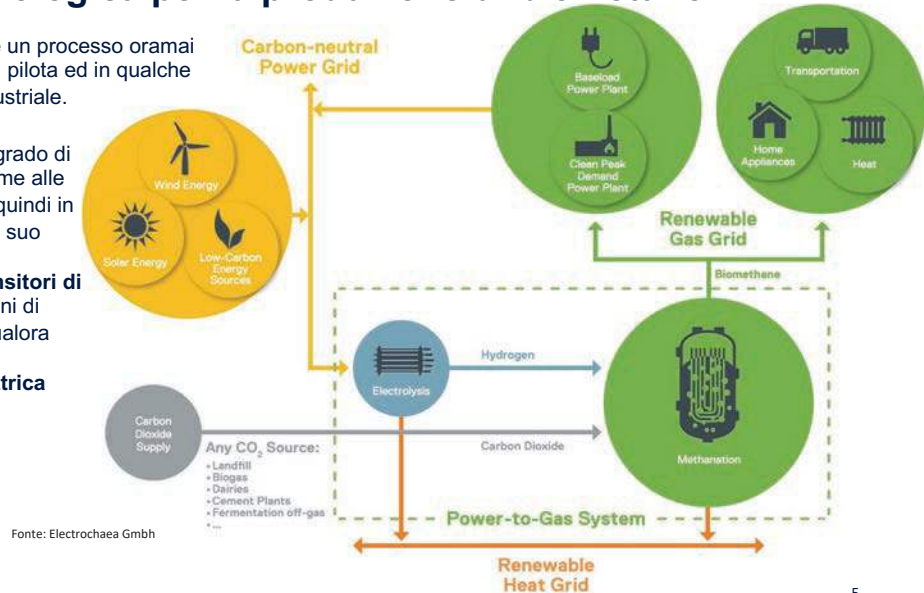 e un processo oramai
pilota ed in qualche
ustriale.
grado di
me alle
quindi in
suo
nsitori di
ni di
ualora
trica
Carbon-neutral
Power Grid
Wind Energy
Solar Energy
Low-Carbon
Energy
Sources
Baseload
Power Plant
Clean Peak
Demand
Power Plant
Transportation
Home
Appliances
Heat
Renewable
Gas Grid
Biomethane
Electrolysis
Hydrogen
Methanation
Carbon
Dioxide
Supply
Any CO₂ Source:
• Landfill
• Biogas
• Dairies
• Cement Plants
• Fermentation off-gas
• ...
Carbon Dioxide
Power-to-Gas System
Renewable
Heat Grid
Fonte: Electrochaea Gmbh